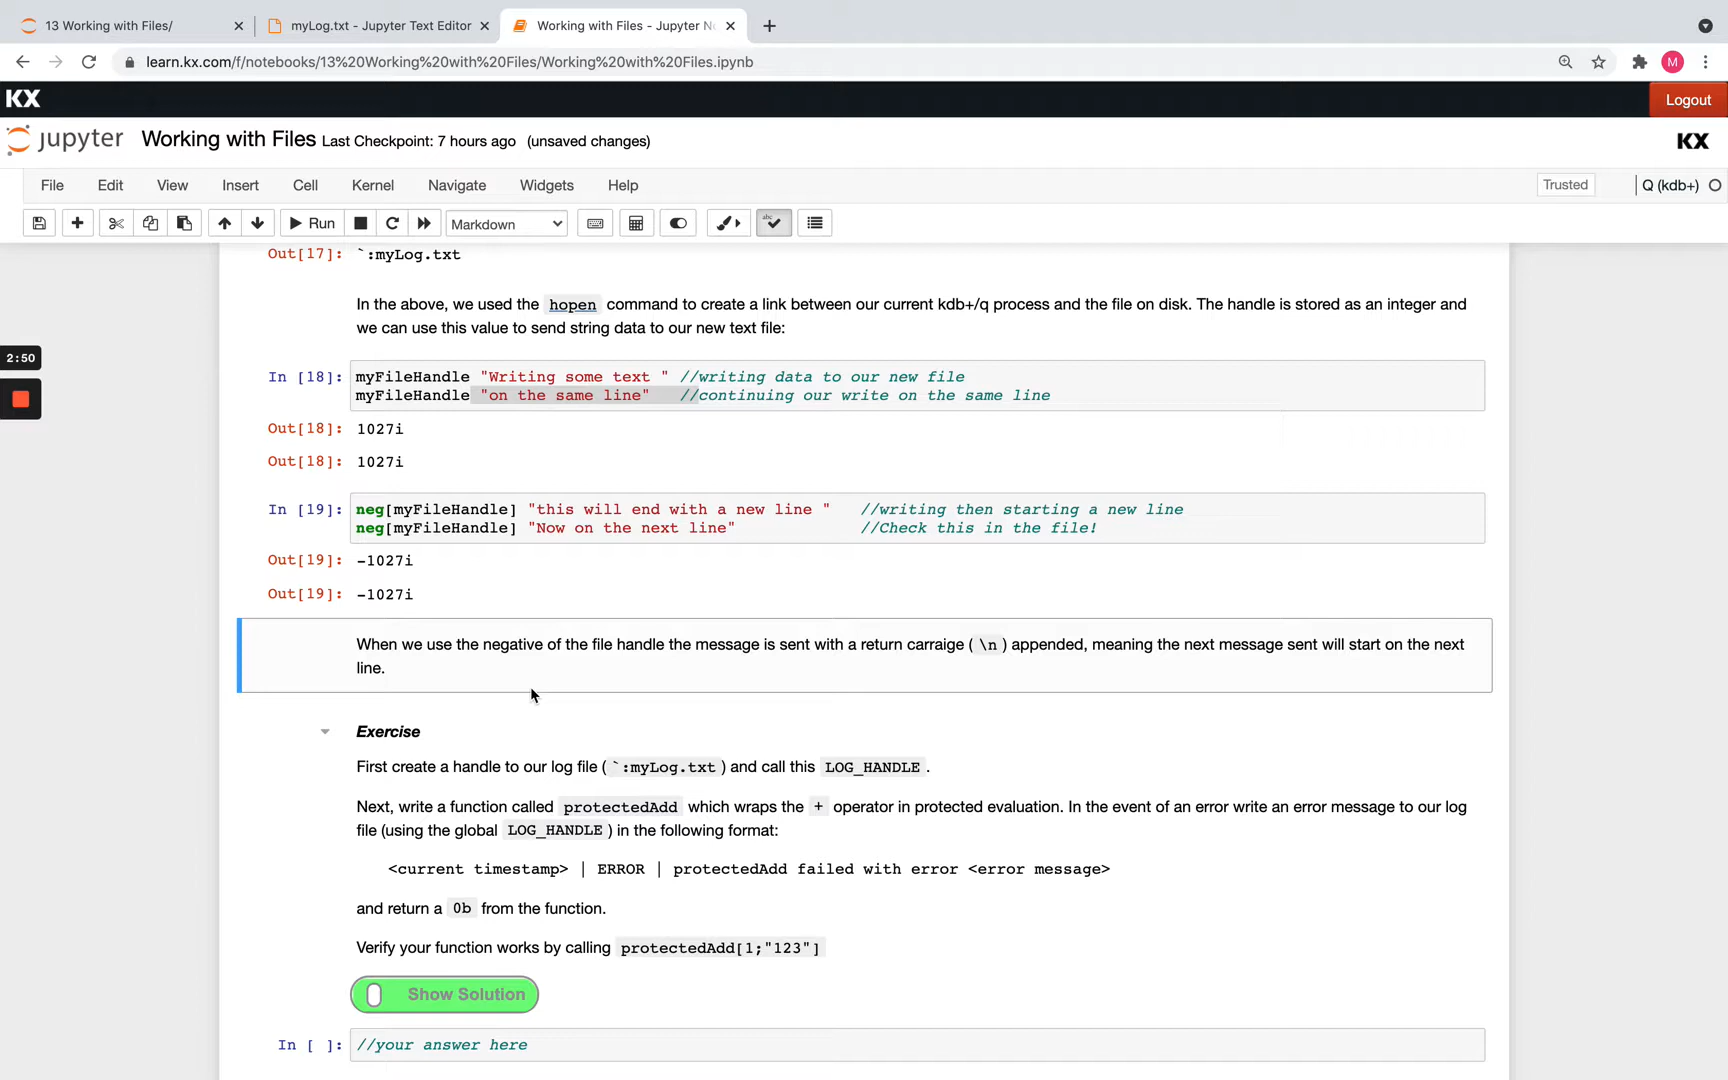 13 Working with Files/
myLog.txt - Jupyter Text Editor
Working with Files - Jupyter N
learn.kx.com/f/notebooks/13%20Working%20with%20Files/Working%20with%20Files.ipynb
M
KX
Logout
jupyter Working with Files Last Checkpoint: 7 hours ago (unsaved changes)
KX
File Edit View Insert Cell Kernel Navigate Widgets Help
Trusted
Q (kdb+)
Run
Markdown
abc
Out[17]: `:myLog.txt
In the above, we used the hopen command to create a link between our current kdb+/q process and the file on disk. The handle is stored as an integer and
we can use this value to send string data to our new text file:
2:50
In [18]: myFileHandle "Writing some text " //writing data to our new file
myFileHandle "on the same line" //continuing our write on the same line
Out[18]: 1027i
Out[18]: 1027i
In [19]: neg[myFileHandle] "this will end with a new line " //writing then starting a new line
neg[myFileHandle] "Now on the next line" //Check this in the file!
Out[19]: -1027i
Out[19]: -1027i
When we use the negative of the file handle the message is sent with a return carraige ( \n ) appended, meaning the next message sent will start on the next
line.
Exercise
First create a handle to our log file ( `:myLog.txt ) and call this LOG_HANDLE .
Next, write a function called protectedAdd which wraps the + operator in protected evaluation. In the event of an error write an error message to our log
file (using the global LOG_HANDLE ) in the following format:
<current timestamp> | ERROR | protectedAdd failed with error <error message>
and return a 0b from the function.
Verify your function works by calling protectedAdd[1;"123"]
Show Solution
In [ ]: //your answer here